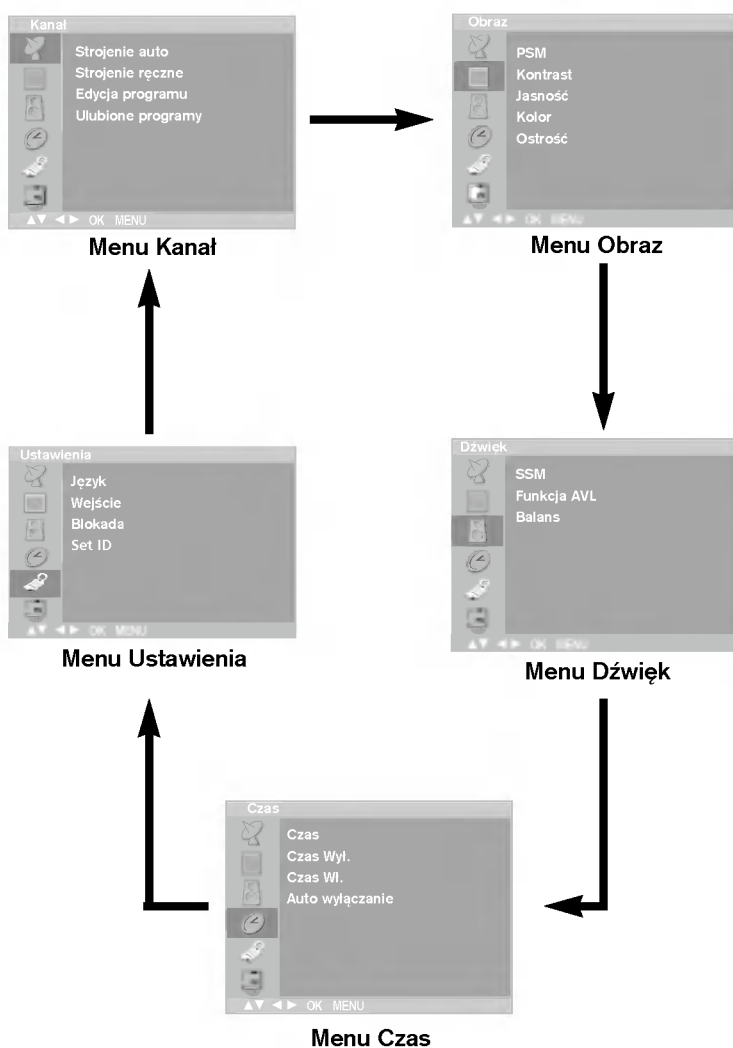 Kanał
Strojenie auto
Strojenie ręczne
Edycja programu
Ulubione programy
▲▼ ◄► OK MENU
Menu Kanał
Obraz
PSM
Kontrast
Jasność
Kolor
Ostrość
▲▼ ◄► OK MENU
Menu Obraz
Dźwięk
SSM
Funkcja AVL
Balans
▲▼ ◄► OK MENU
Menu Dźwięk
Czas
Czas
Czas Wył.
Czas Wł.
Auto wyłączanie
▲▼ ◄► OK MENU
Menu Czas
Ustawienia
Język
Wejście
Blokada
Set ID
▲▼ ◄► OK MENU
Menu Ustawienia